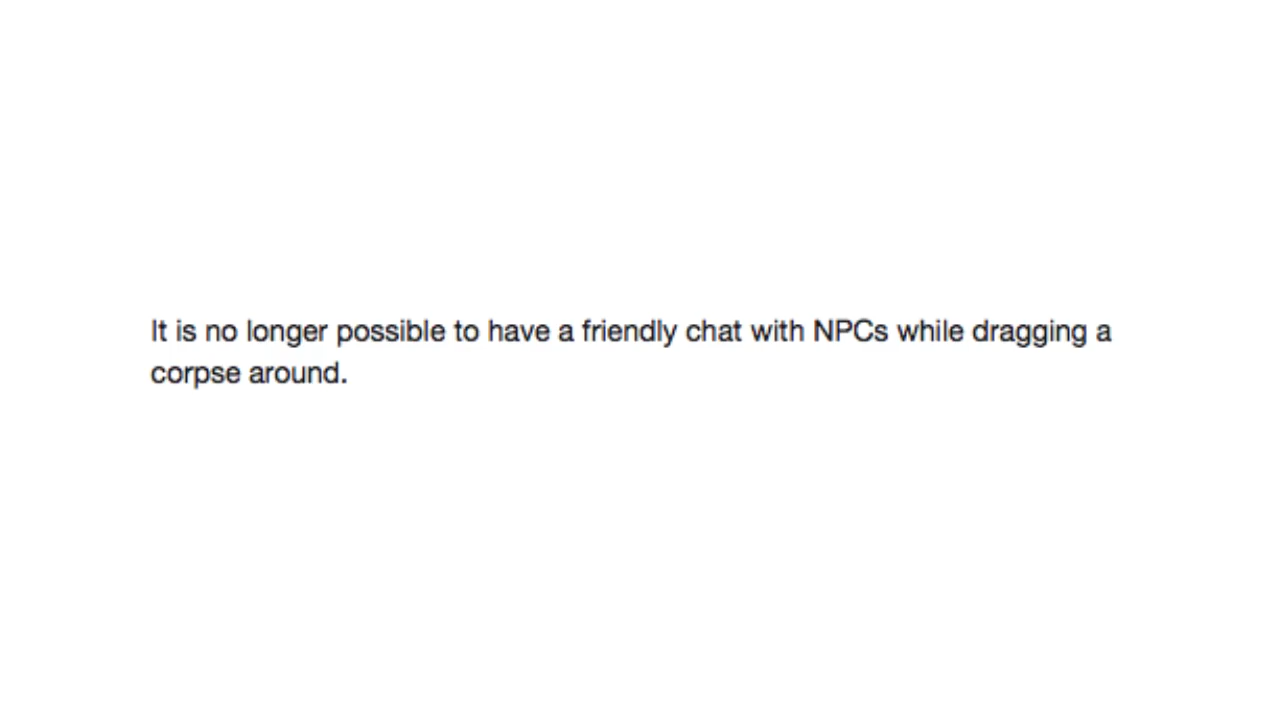 It is no longer possible to have a friendly chat with NPCs while dragging a
corpse around.